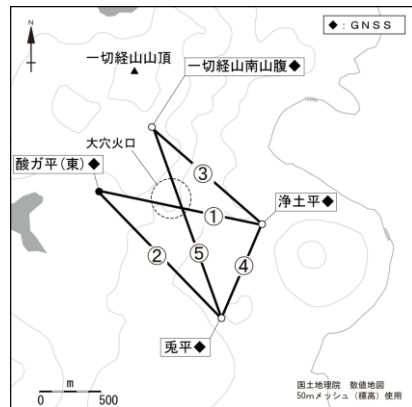 N
◆：GNSS
一切経山山頂
一切経山南山腹◆
大穴火口
酸ガ平(東)◆
③
①
浄土平◆
②
⑤
④
兎平◆
m
0 500
国土地理院 数値地図
50mメッシュ（標高）使用